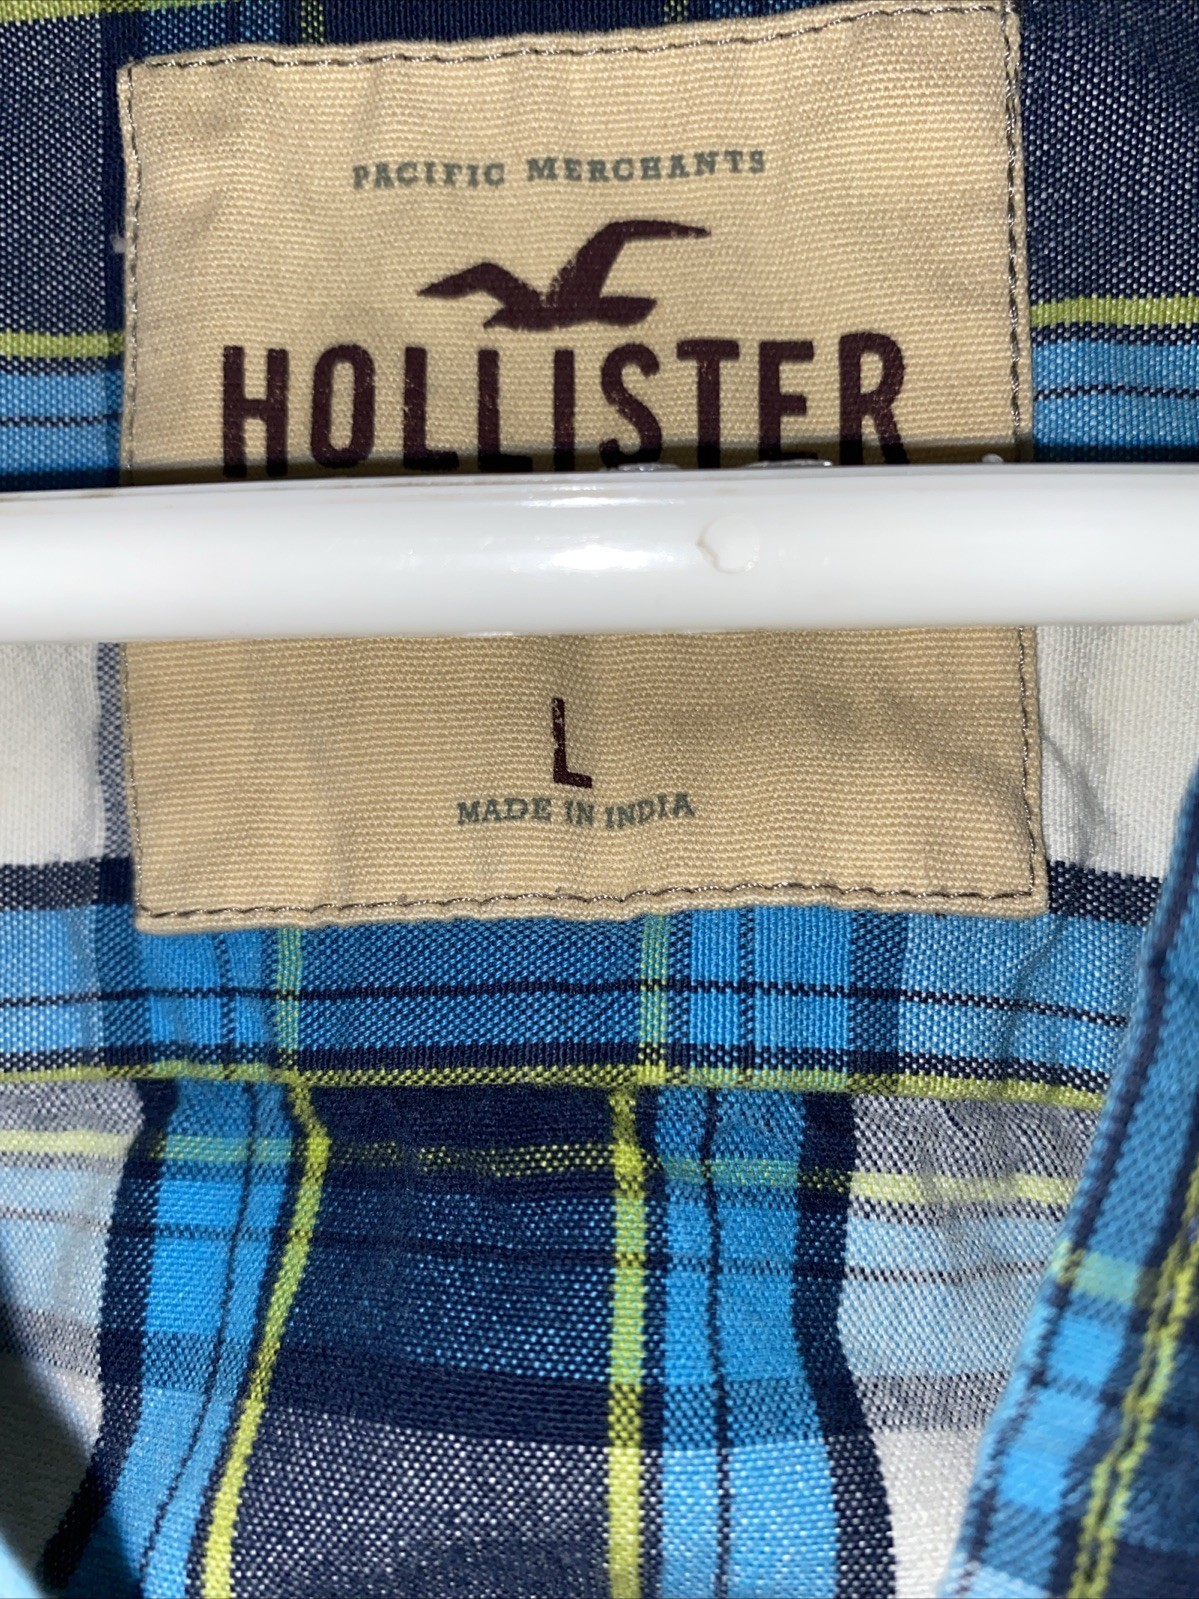 PACIFIC MERCHANTS
HOLLISTER
L
MADE IN INDIA